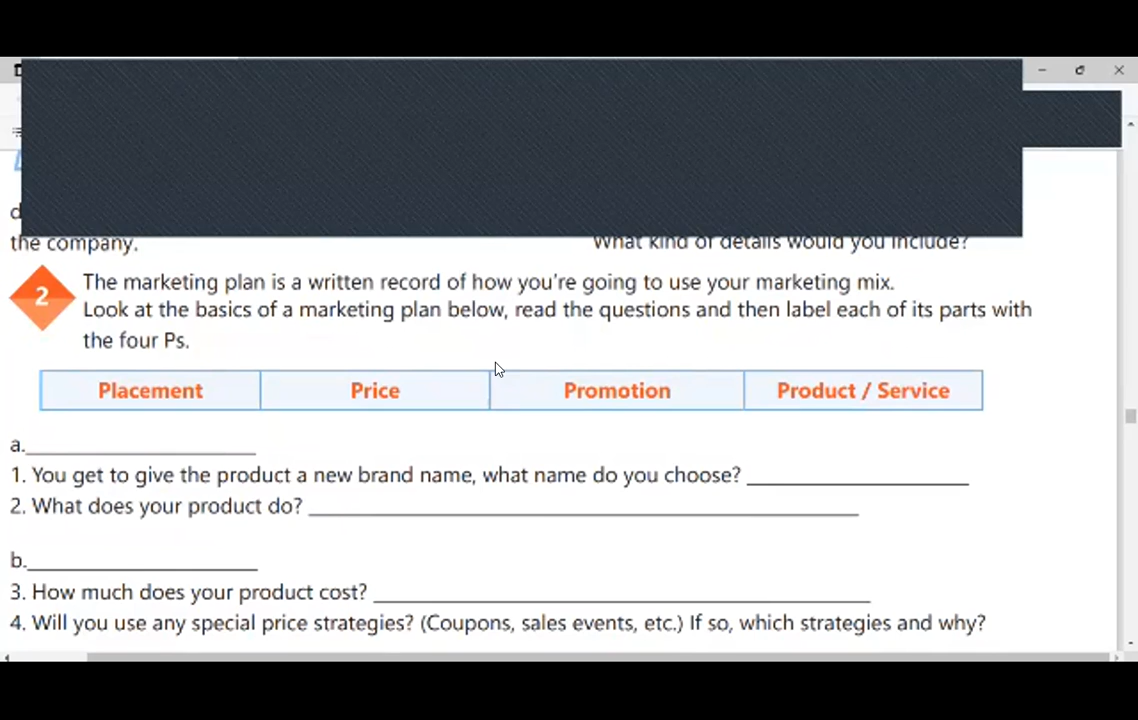 the company.
What kind of details would you include?
2
The marketing plan is a written record of how you're going to use your marketing mix.
Look at the basics of a marketing plan below, read the questions and then label each of its parts with
the four Ps.
Placement Price Promotion Product / Service
a.____________________
1. You get to give the product a new brand name, what name do you choose? ____________________
2. What does your product do? __________________________________________________
b.____________________
3. How much does your product cost? _____________________________________________
4. Will you use any special price strategies? (Coupons, sales events, etc.) If so, which strategies and why?